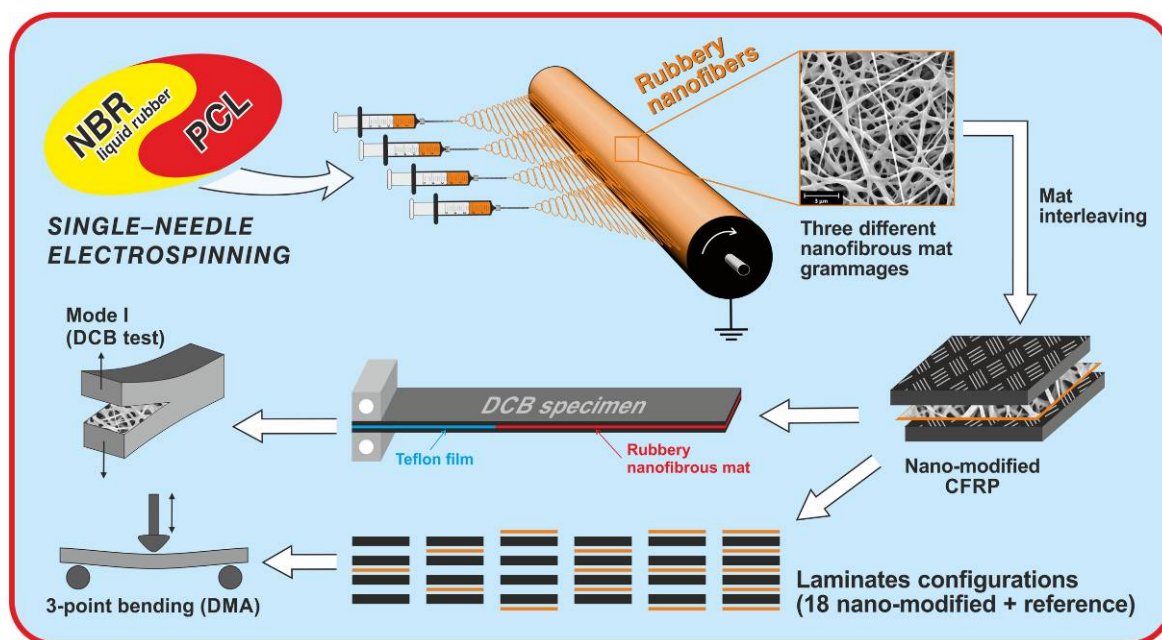 NBR
liquid rubber
PCL
SINGLE–NEEDLE
ELECTROSPINNING
Rubbery
nanofibers
5 µm
Three different
nanofibrous mat
grammages
Mat
interleaving
Mode I
(DCB test)
DCB specimen
Teflon film
Rubbery
nanofibrous mat
Nano-modified
CFRP
3-point bending (DMA)
Laminates configurations
(18 nano-modified + reference)